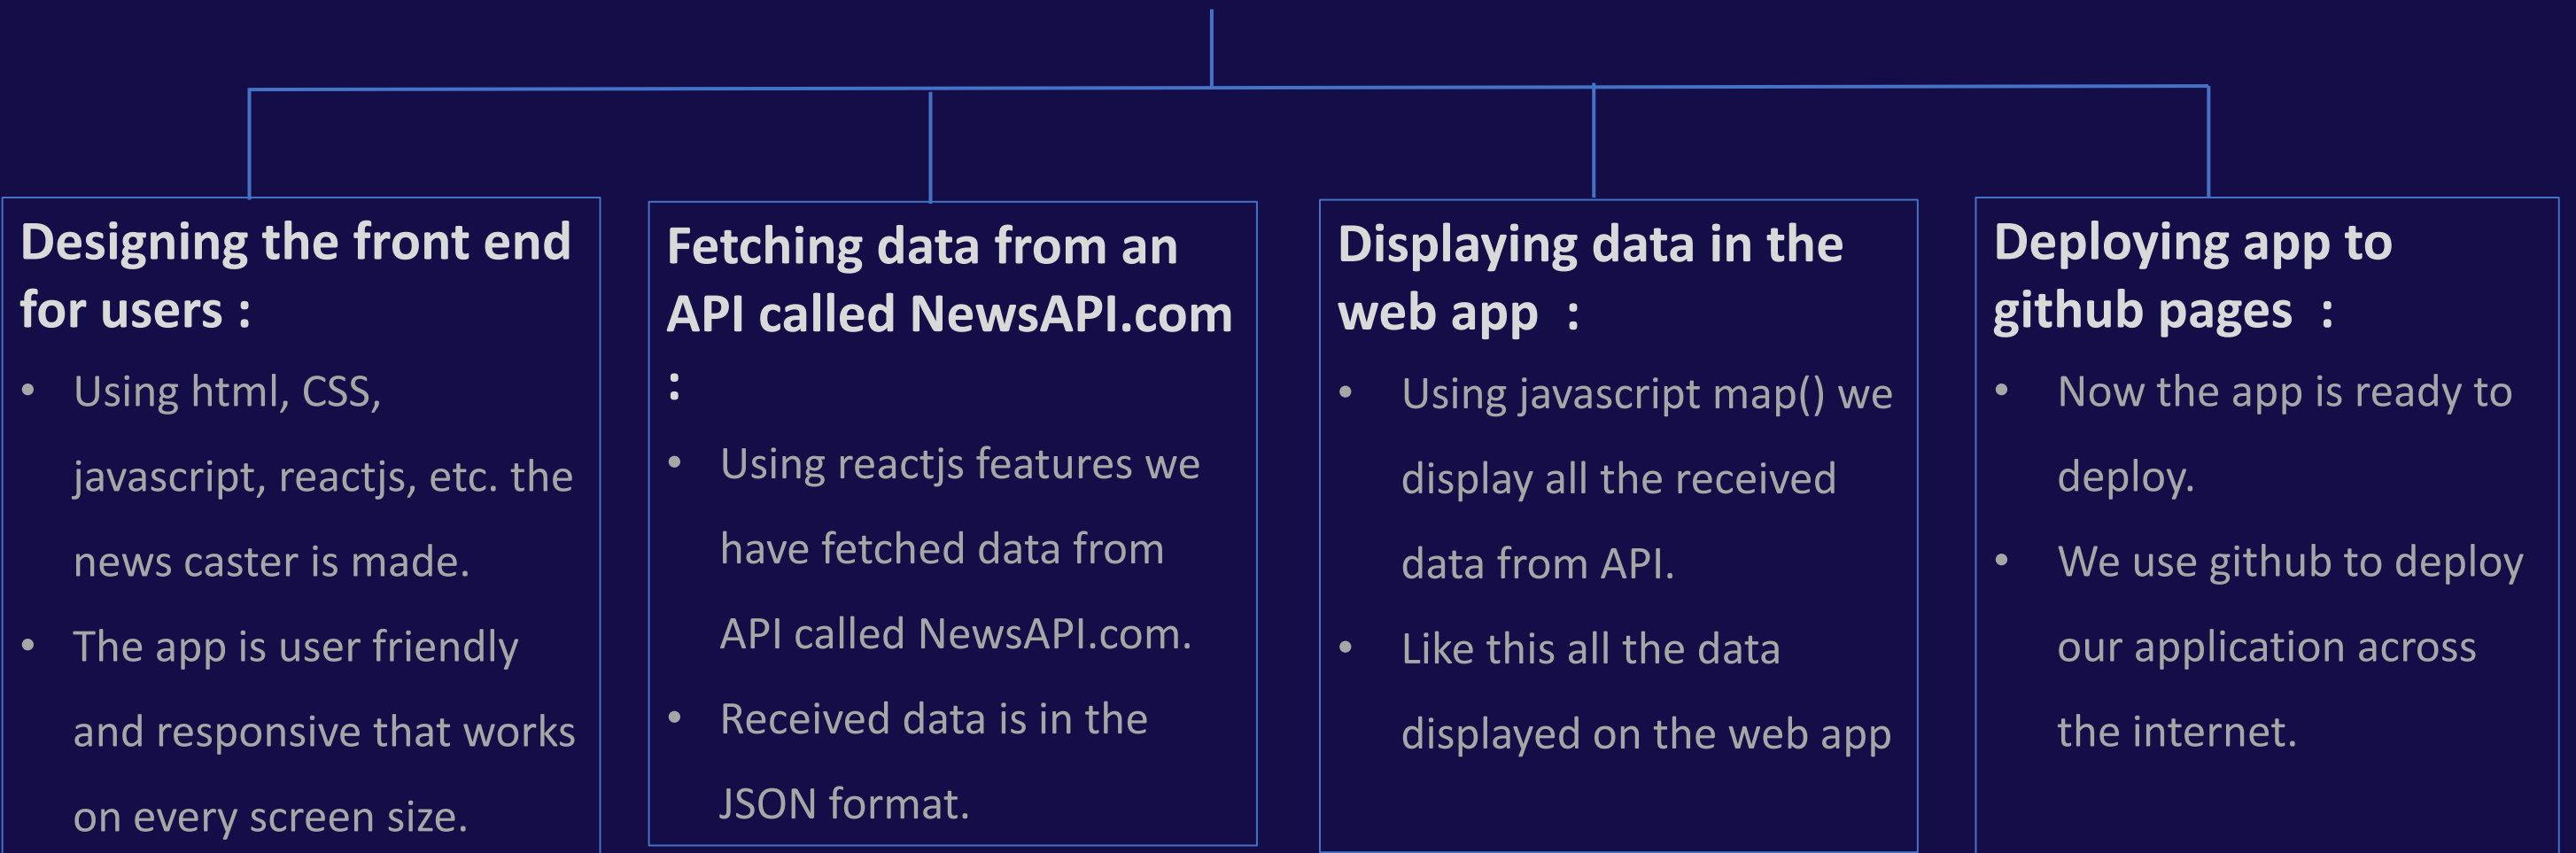 Designing the front end
for users :
• Using html, CSS,
javascript, reactjs, etc. the
news caster is made.
• The app is user friendly
and responsive that works
on every screen size.
Fetching data from an
API called NewsAPI.com
:
• Using reactjs features we
have fetched data from
API called NewsAPI.com.
• Received data is in the
JSON format.
Displaying data in the
web app :
• Using javascript map() we
display all the received
data from API.
• Like this all the data
displayed on the web app
Deploying app to
github pages :
• Now the app is ready to
deploy.
• We use github to deploy
our application across
the internet.